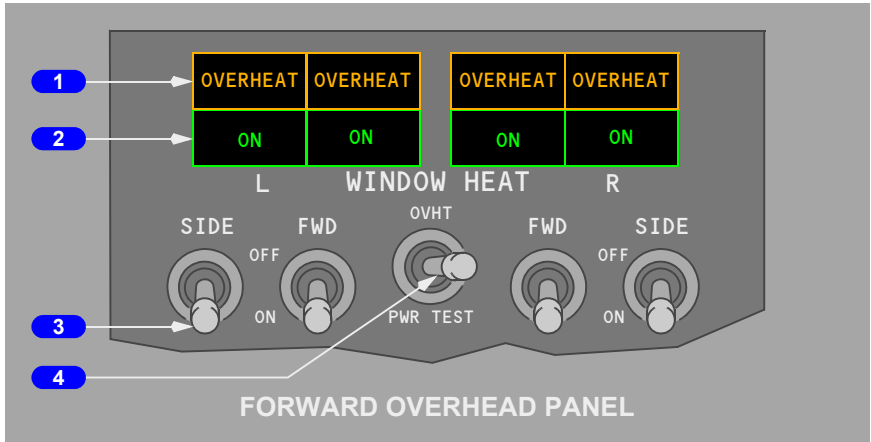 1
OVERHEAT OVERHEAT OVERHEAT OVERHEAT
2
ON ON ON ON
L WINDOW HEAT R
OVHT
SIDE FWD FWD SIDE
OFF OFF
3
ON PWR TEST ON
4
FORWARD OVERHEAD PANEL